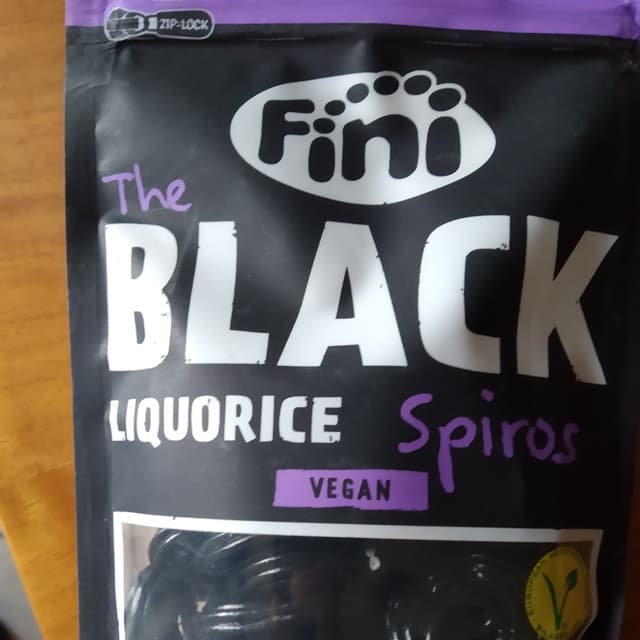 ZIP-LOCK
Fini
The
BLACK
LIQUORICE Spiros
VEGAN